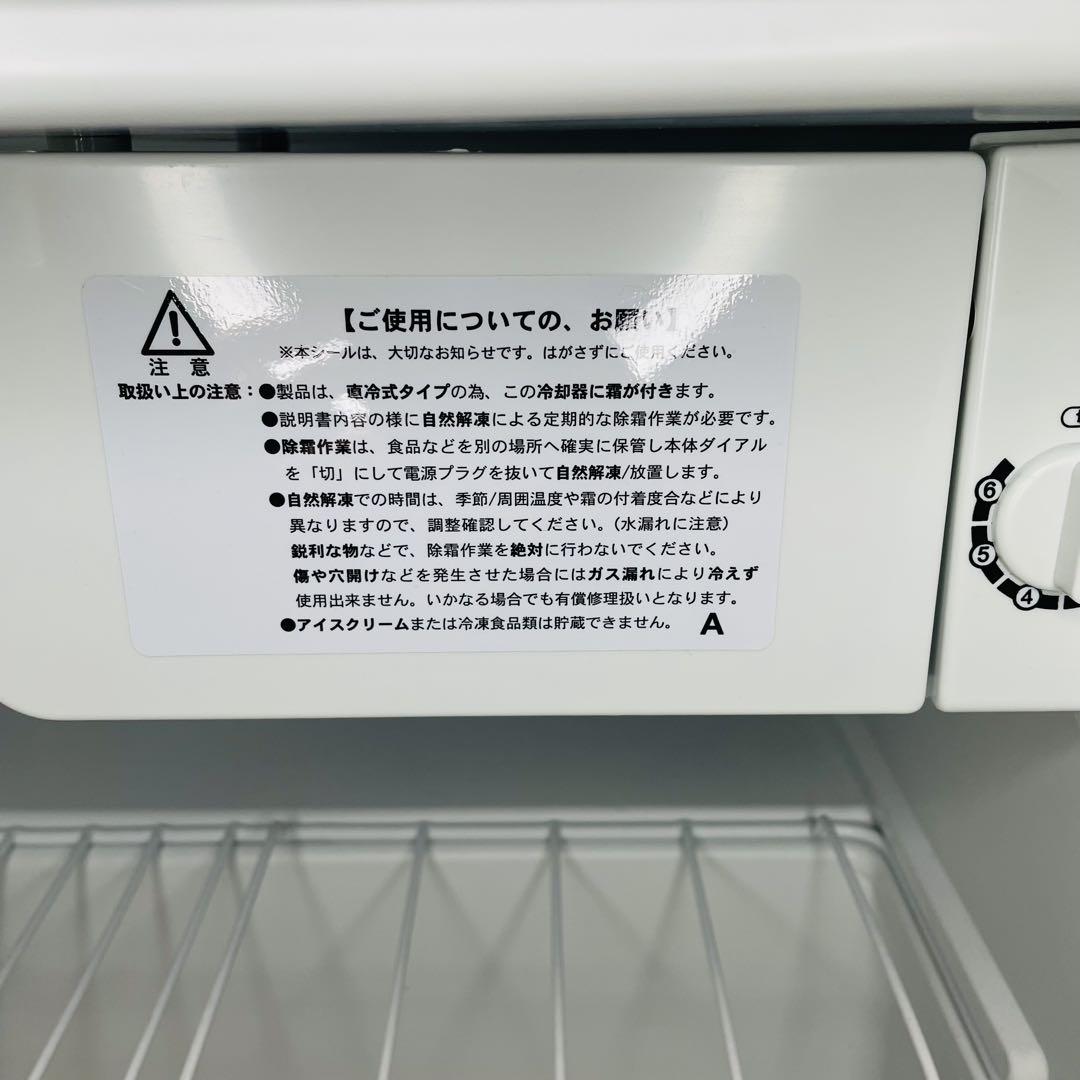 【ご使用についての、お願い】
※本シールは、大切なお知らせです。はがさずにご使用ください。
注 意
取扱い上の注意：●製品は、直冷式タイプの為、この冷却器に霜が付きます。
●説明書内容の様に自然解凍による定期的な除霜作業が必要です。
●除霜作業は、食品などを別の場所へ確実に保管し本体ダイアル
を「切」にして電源プラグを抜いて自然解凍/放置します。
●自然解凍での時間は、季節/周囲温度や霜の付着度合などにより
異なりますので、調整確認してください。(水漏れに注意)
鋭利な物などで、除霜作業を絶対に行わないでください。
傷や穴開けなどを発生させた場合にはガス漏れにより冷えず
使用出来ません。いかなる場合でも有償修理扱いとなります。
●アイスクリームまたは冷凍食品類は貯蔵できません。 A
6
5
4